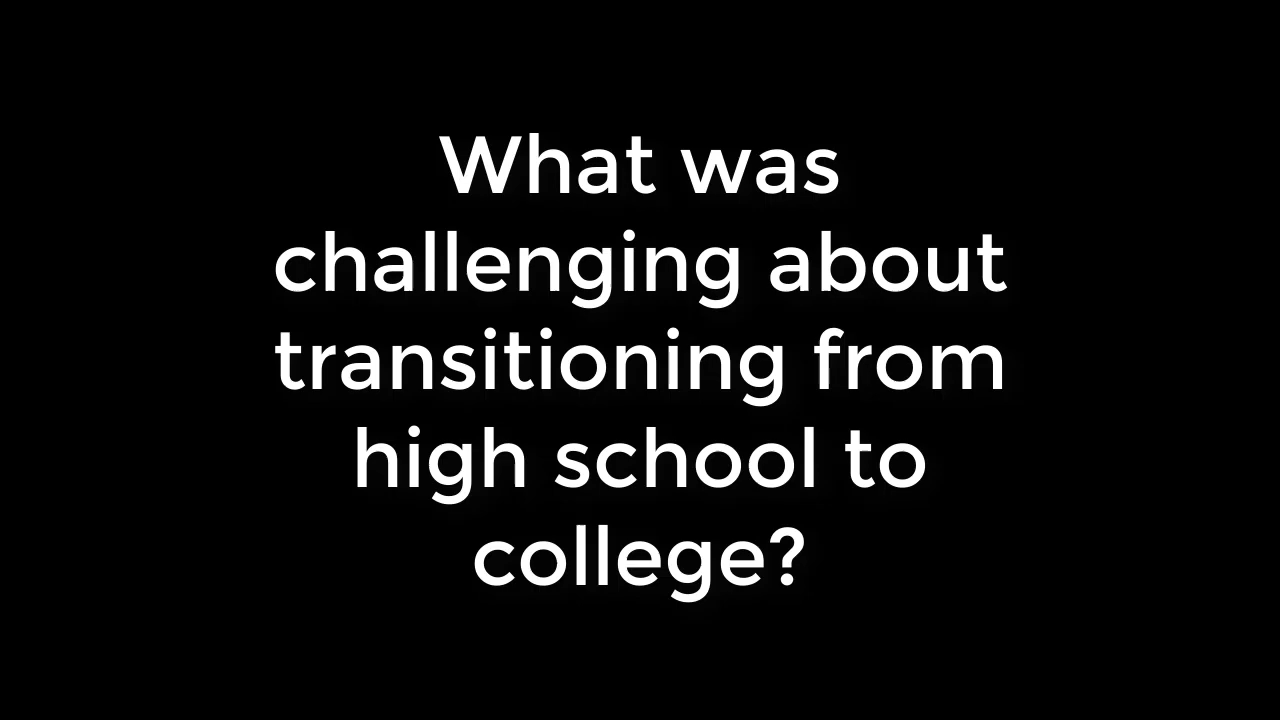 What was
challenging about
transitioning from
high school to
college?